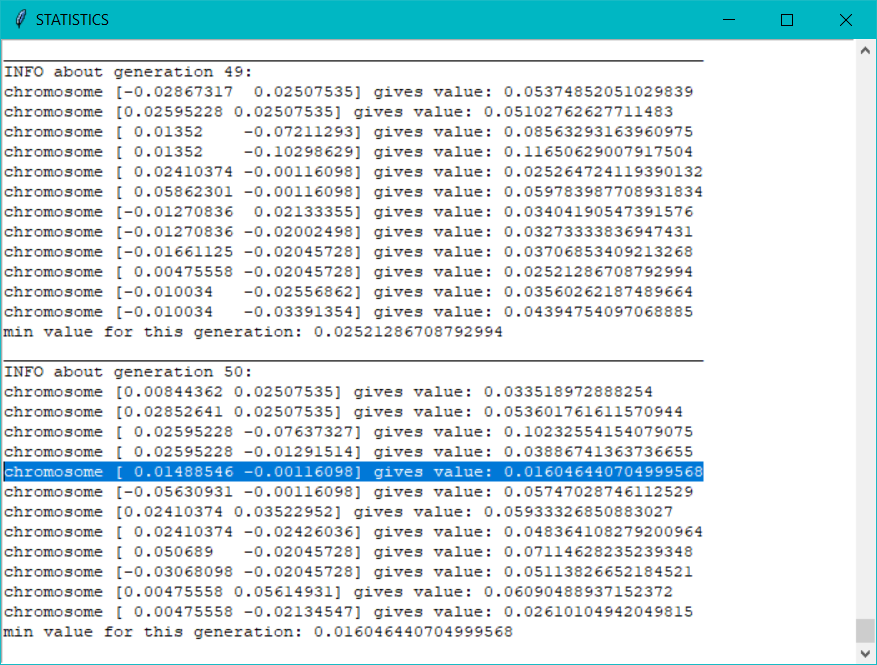 STATISTICS
INFO about generation 49:
chromosome [-0.02867317  0.02507535] gives value: 0.05374852051029839
chromosome [0.02595228 0.02507535] gives value: 0.05102762627711483
chromosome [ 0.01352    -0.07211293] gives value: 0.08563293163960975
chromosome [ 0.01352    -0.10298629] gives value: 0.11650629007917504
chromosome [ 0.02410374 -0.00116098] gives value: 0.025264724119390132
chromosome [ 0.05862301 -0.00116098] gives value: 0.059783987708931834
chromosome [-0.01270836  0.02133355] gives value: 0.03404190547391576
chromosome [-0.01270836 -0.02002498] gives value: 0.03273333836947431
chromosome [-0.01661125 -0.02045728] gives value: 0.03706853409213268
chromosome [ 0.00475558 -0.02045728] gives value: 0.02521286708792994
chromosome [-0.010034   -0.02556862] gives value: 0.03560262187489664
chromosome [-0.010034   -0.03391354] gives value: 0.04394754097068885
min value for this generation: 0.02521286708792994
INFO about generation 50:
chromosome [0.00844362 0.02507535] gives value: 0.033518972888254
chromosome [0.02852641 0.02507535] gives value: 0.053601761611570944
chromosome [ 0.02595228 -0.07637327] gives value: 0.10232554154079075
chromosome [ 0.02595228 -0.01291514] gives value: 0.03886741363736655
chromosome [ 0.01488546 -0.00116098] gives value: 0.016046440704999568
chromosome [-0.05630931 -0.00116098] gives value: 0.05747028746112529
chromosome [0.02410374 0.03522952] gives value: 0.05933326850883027
chromosome [ 0.02410374 -0.02426036] gives value: 0.048364108279200964
chromosome [ 0.050689   -0.02045728] gives value: 0.07114628235239348
chromosome [-0.03068098 -0.02045728] gives value: 0.05113826652184521
chromosome [0.00475558 0.05614931] gives value: 0.06090488937152372
chromosome [ 0.00475558 -0.02134547] gives value: 0.02610104942049815
min value for this generation: 0.016046440704999568